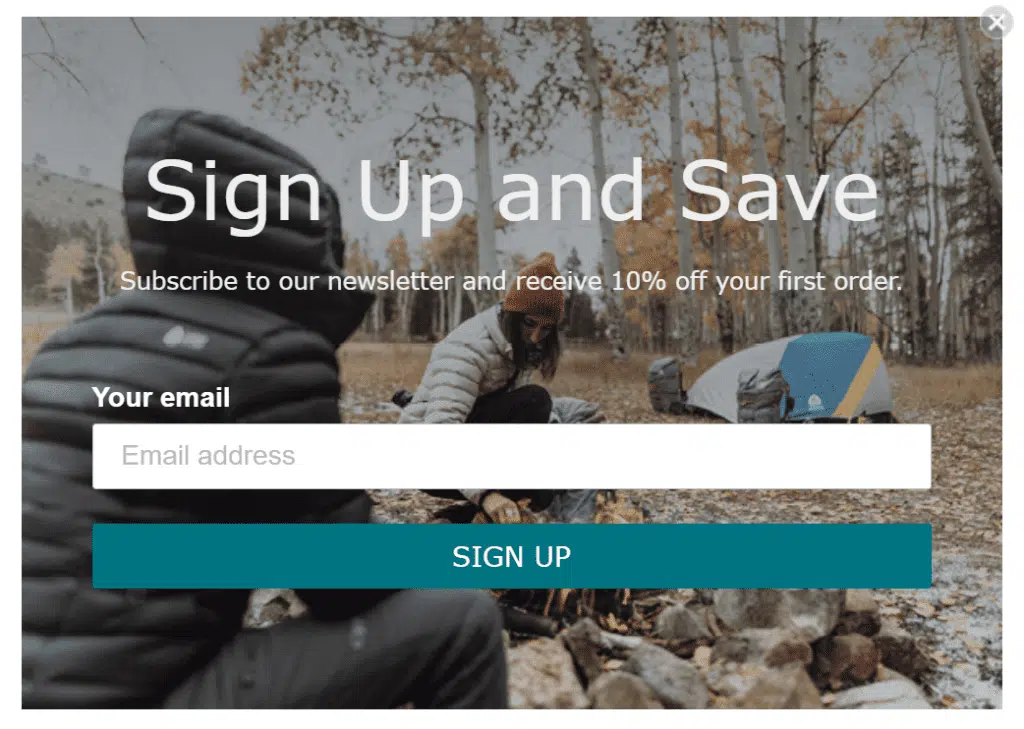 Sign Up and Save
Subscribe to our newsletter and receive 10% off your first order.
Your email
Email address
SIGN UP